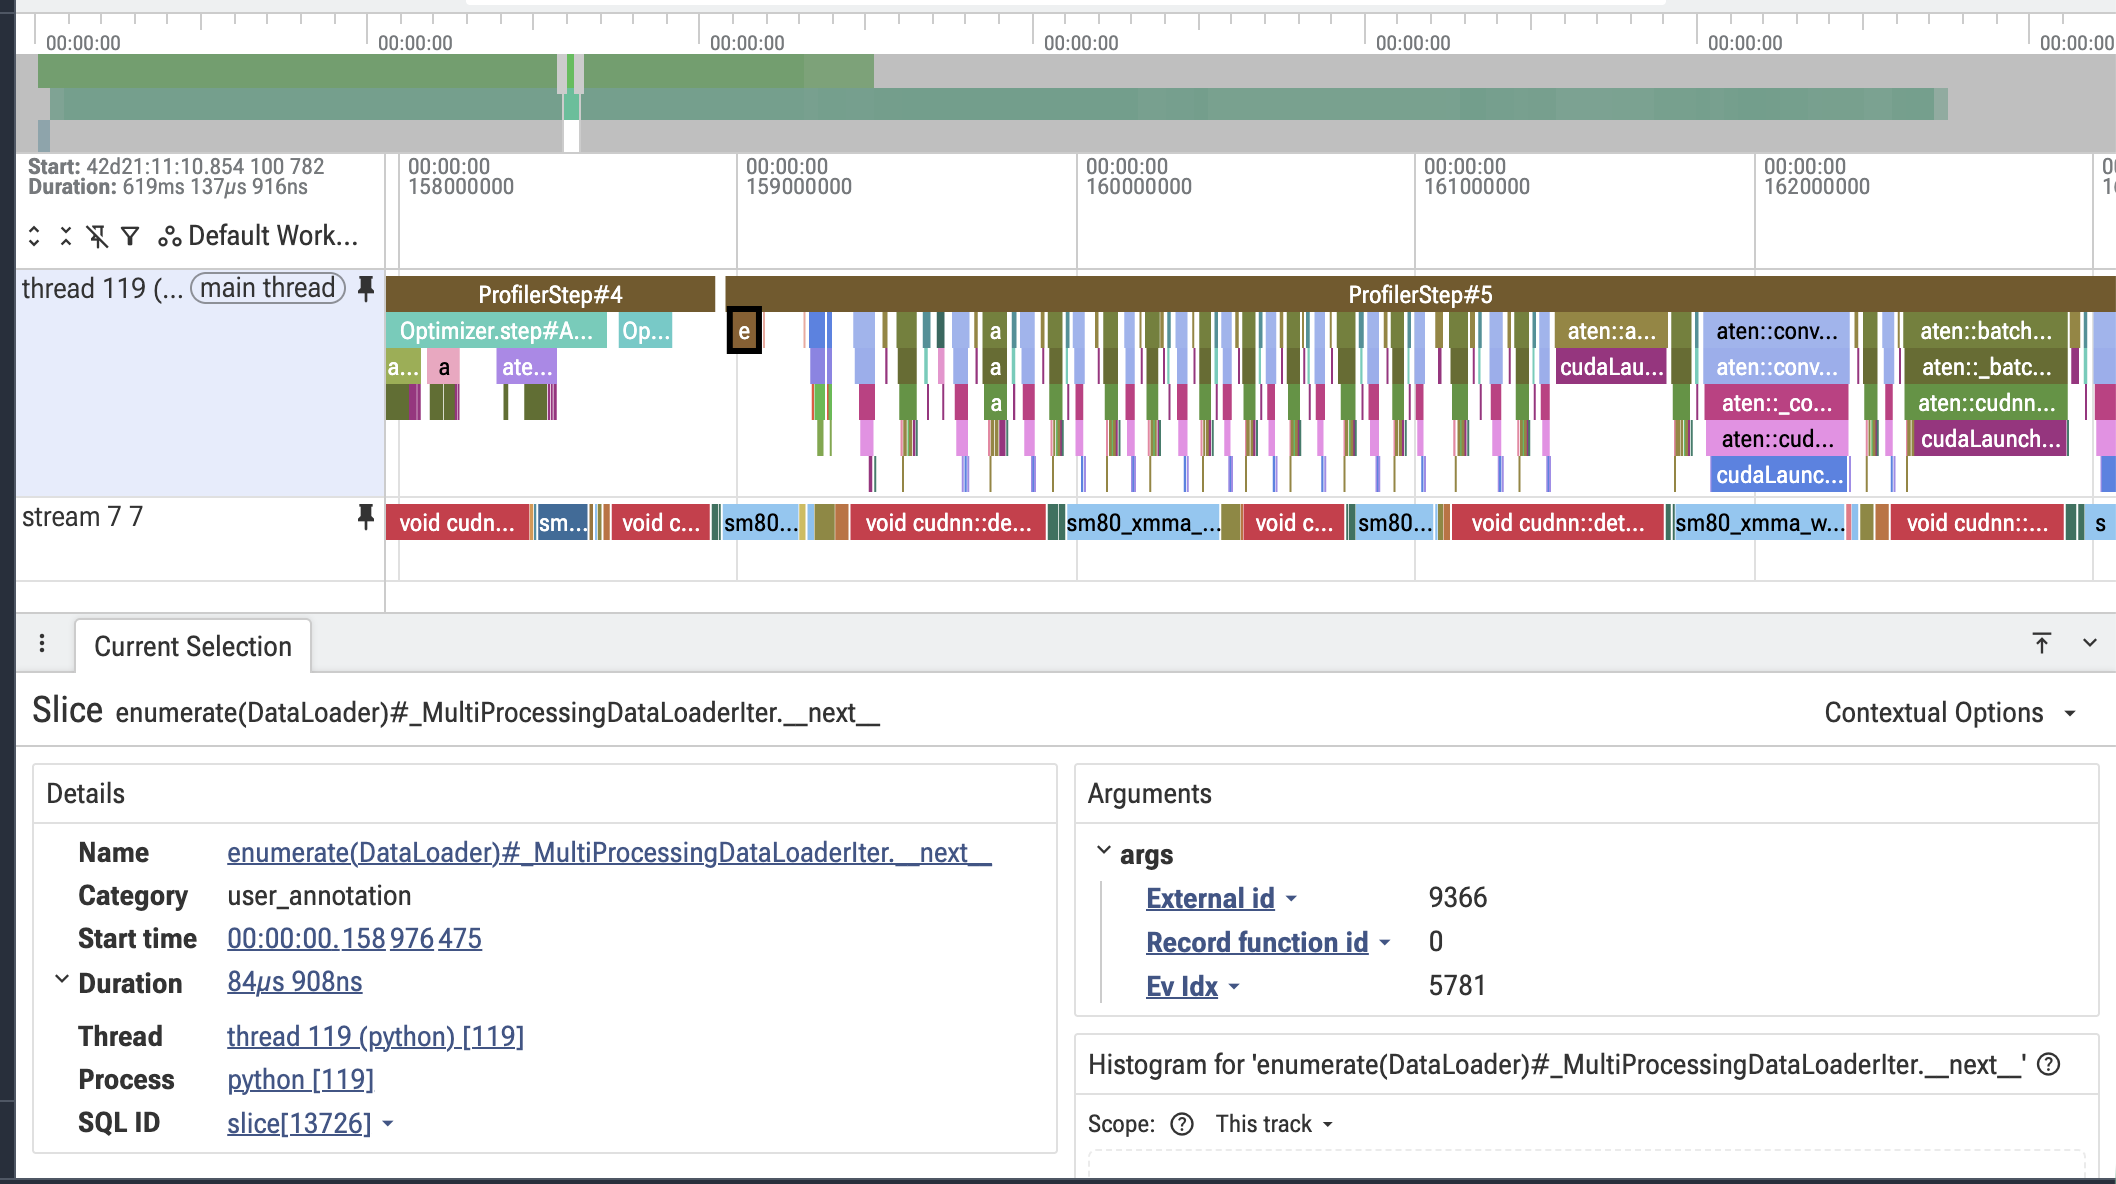 00:00:00 00:00:00 00:00:00 00:00:00 00:00:00 00:00:00 00:00:00
Start: 42d21:11:10.854 100 782
Duration: 619ms 137µs 916ns
00:00:00 00:00:00 00:00:00 00:00:00 00:00:00
158000000 159000000 160000000 161000000 162000000
Default Work...
thread 119 (... main thread
ProfilerStep#4 ProfilerStep#5
Optimizer.step#A... Op... e a aten::a... aten::conv... aten::batch...
a... a ate... a cudaLau... aten::conv... aten::_batc...
a aten::_co... aten::cudnn...
aten::cud... cudaLaunch...
cudaLaunc...
stream 7 7
void cudn... sm... void c... sm80... void cudnn::de... sm80_xmma_... void c... sm80... void cudnn::det... sm80_xmma_w... void cudnn::... s
Current Selection
Slice enumerate(DataLoader)#_MultiProcessingDataLoaderIter.__next__
Contextual Options
Details
Name enumerate(DataLoader)#_MultiProcessingDataLoaderIter.__next__
Category user_annotation
Start time 00:00:00.158 976 475
Duration 84µs 908ns
Thread thread 119 (python) [119]
Process python [119]
SQL ID slice[13726]
Arguments
args
External id 9366
Record function id 0
Ev Idx 5781
Histogram for 'enumerate(DataLoader)#_MultiProcessingDataLoaderIter.__next__'
Scope: This track